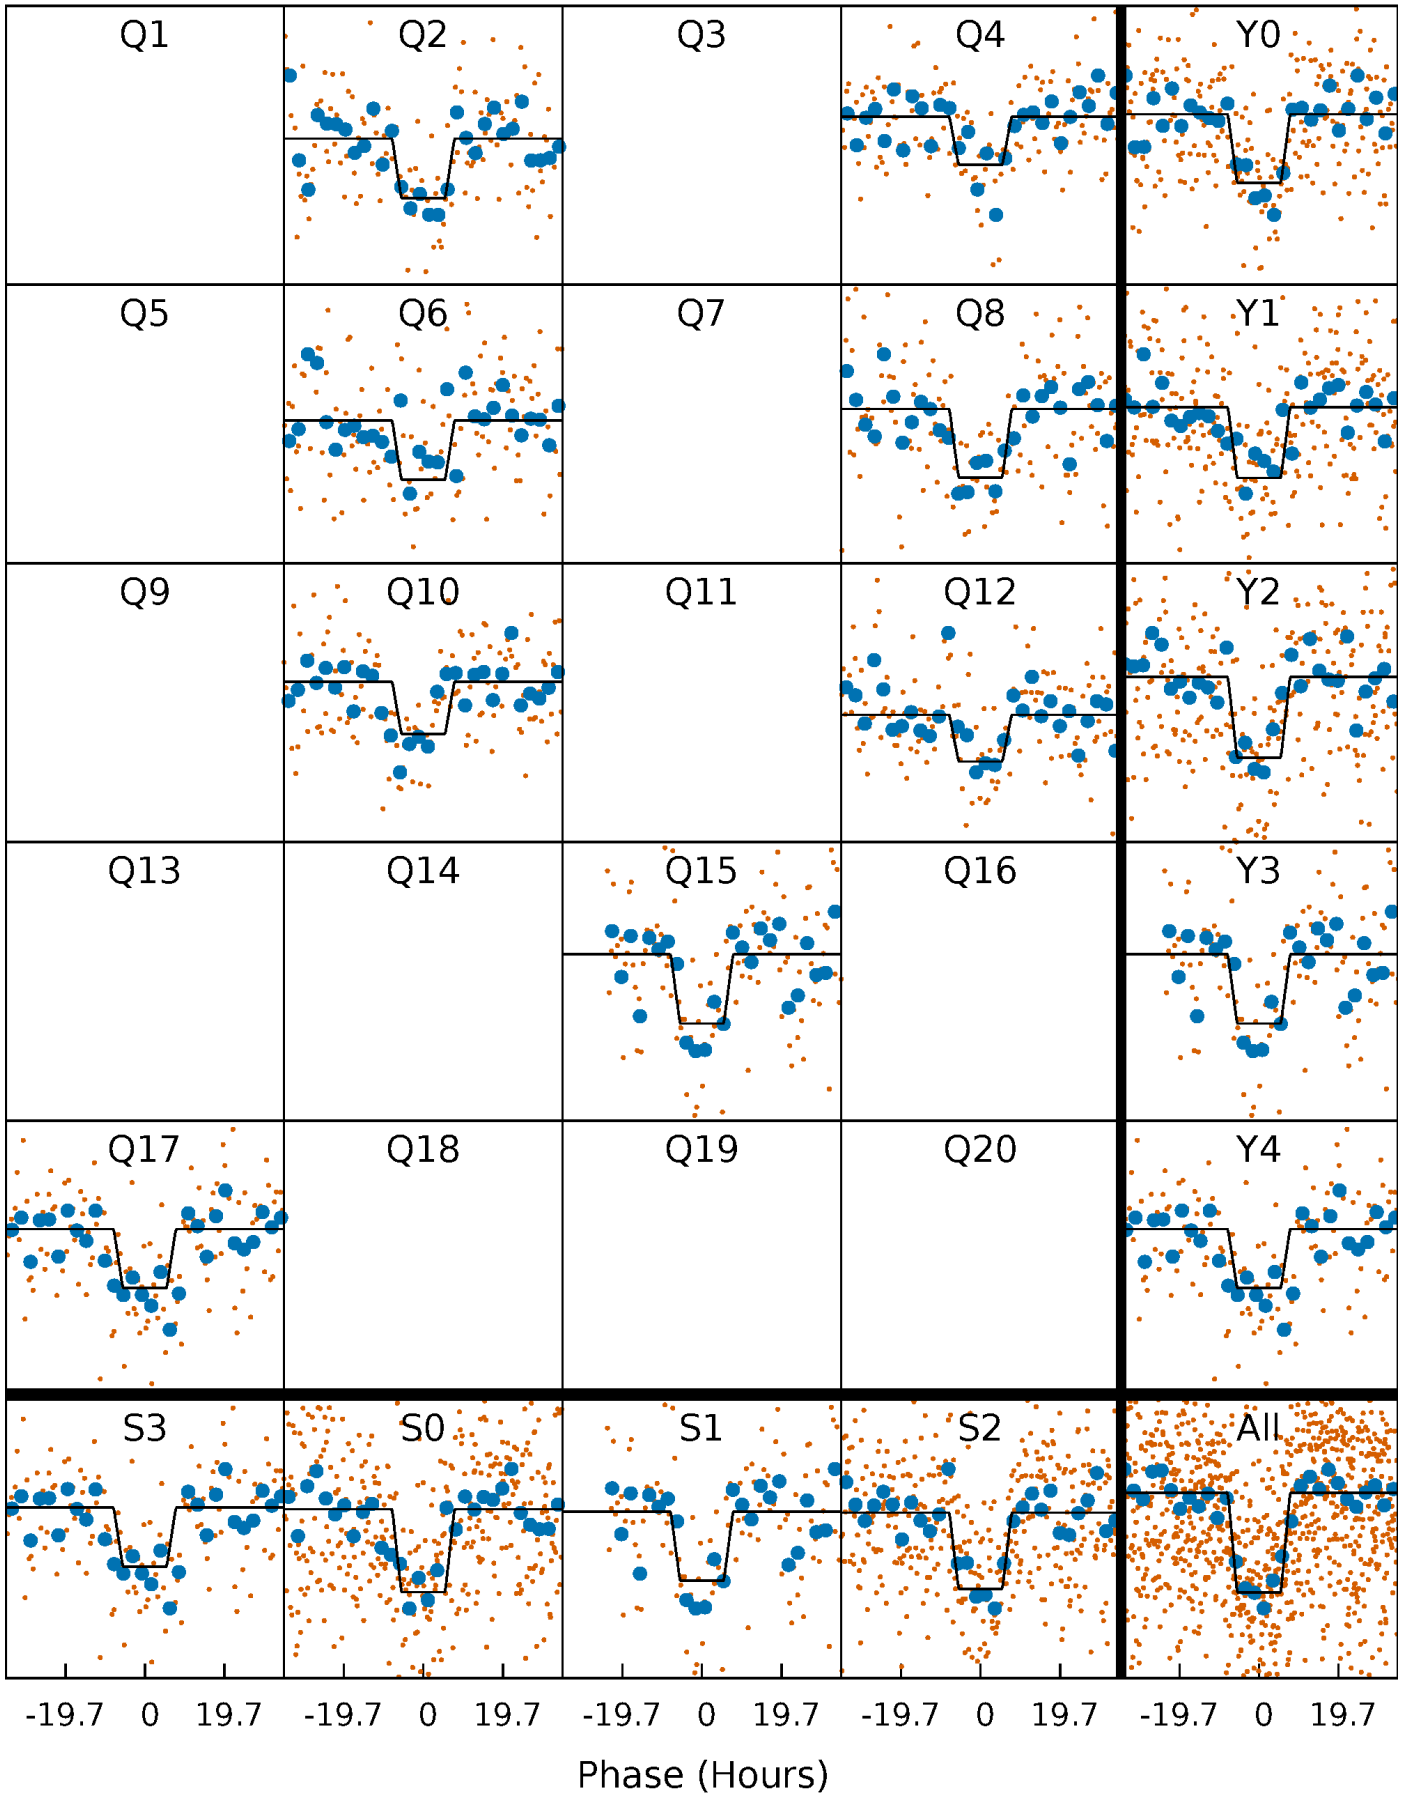 Q1 Q2 Q3 Q4 Y0
Q5 Q6 Q7 Q8 Y1
Q9 Q10 Q11 Q12 Y2
Q13 Q14 Q15 Q16 Y3
Q17 Q18 Q19 Q20 Y4
S3 S0 S1 S2 All
-19.7 0 19.7 -19.7 0 19.7 -19.7 0 19.7 -19.7 0 19.7 -19.7 0 19.7
Phase (Hours)